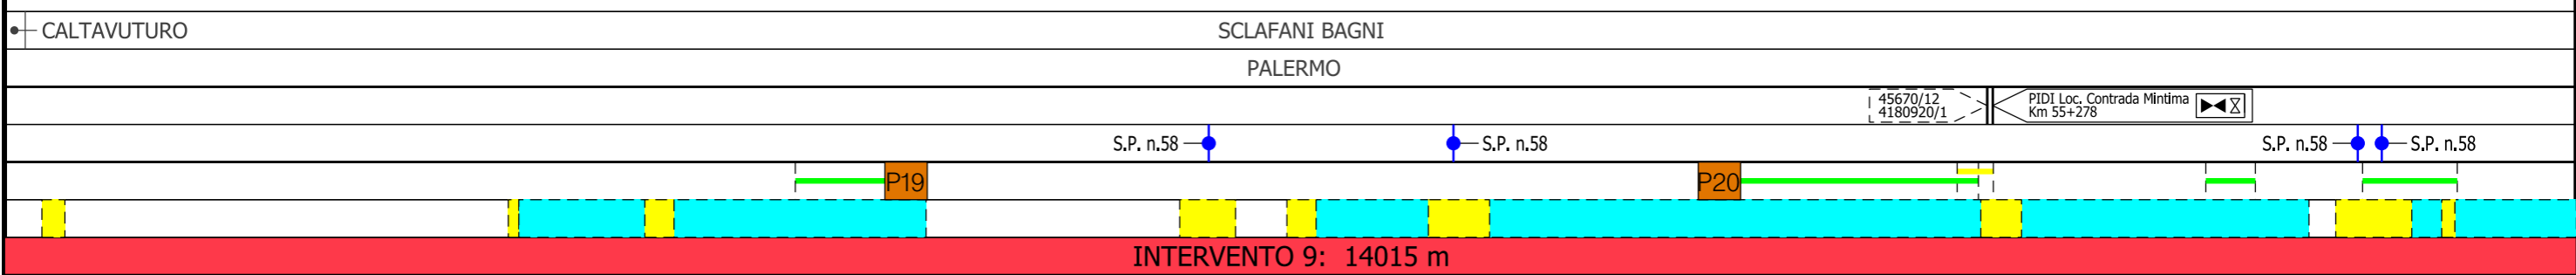 CALTAVUTURO
SCLAFANI BAGNI
PALERMO
45670/12
4180920/1
PIDI Loc. Contrada Mintima
Km 55+278
S.P. n.58
S.P. n.58
S.P. n.58
S.P. n.58
P19
P20
INTERVENTO 9: 14015 m